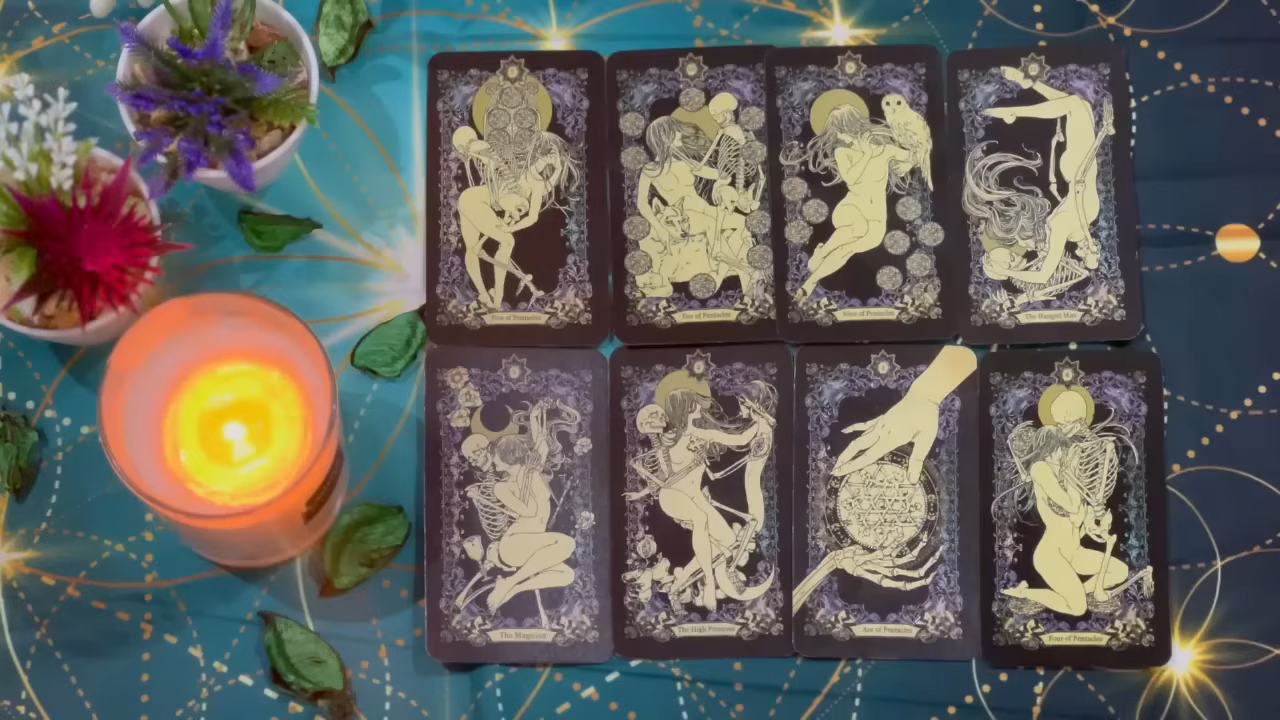 Five of Pentacles
Ten of Pentacles
Nine of Pentacles
The Hanged Man
The Magician
The High Priestess
Ace of Pentacles
Four of Pentacles